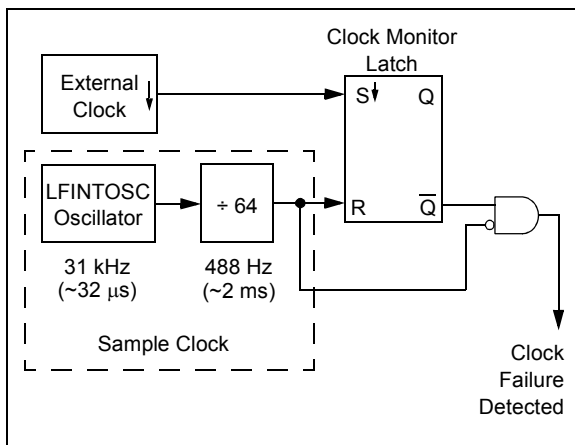 Clock Monitor
Latch
External
Clock
S
Q
LFINTOSC
Oscillator
÷ 64
R
Q̅
31 kHz
(~32 μs)
488 Hz
(~2 ms)
Sample Clock
Clock
Failure
Detected